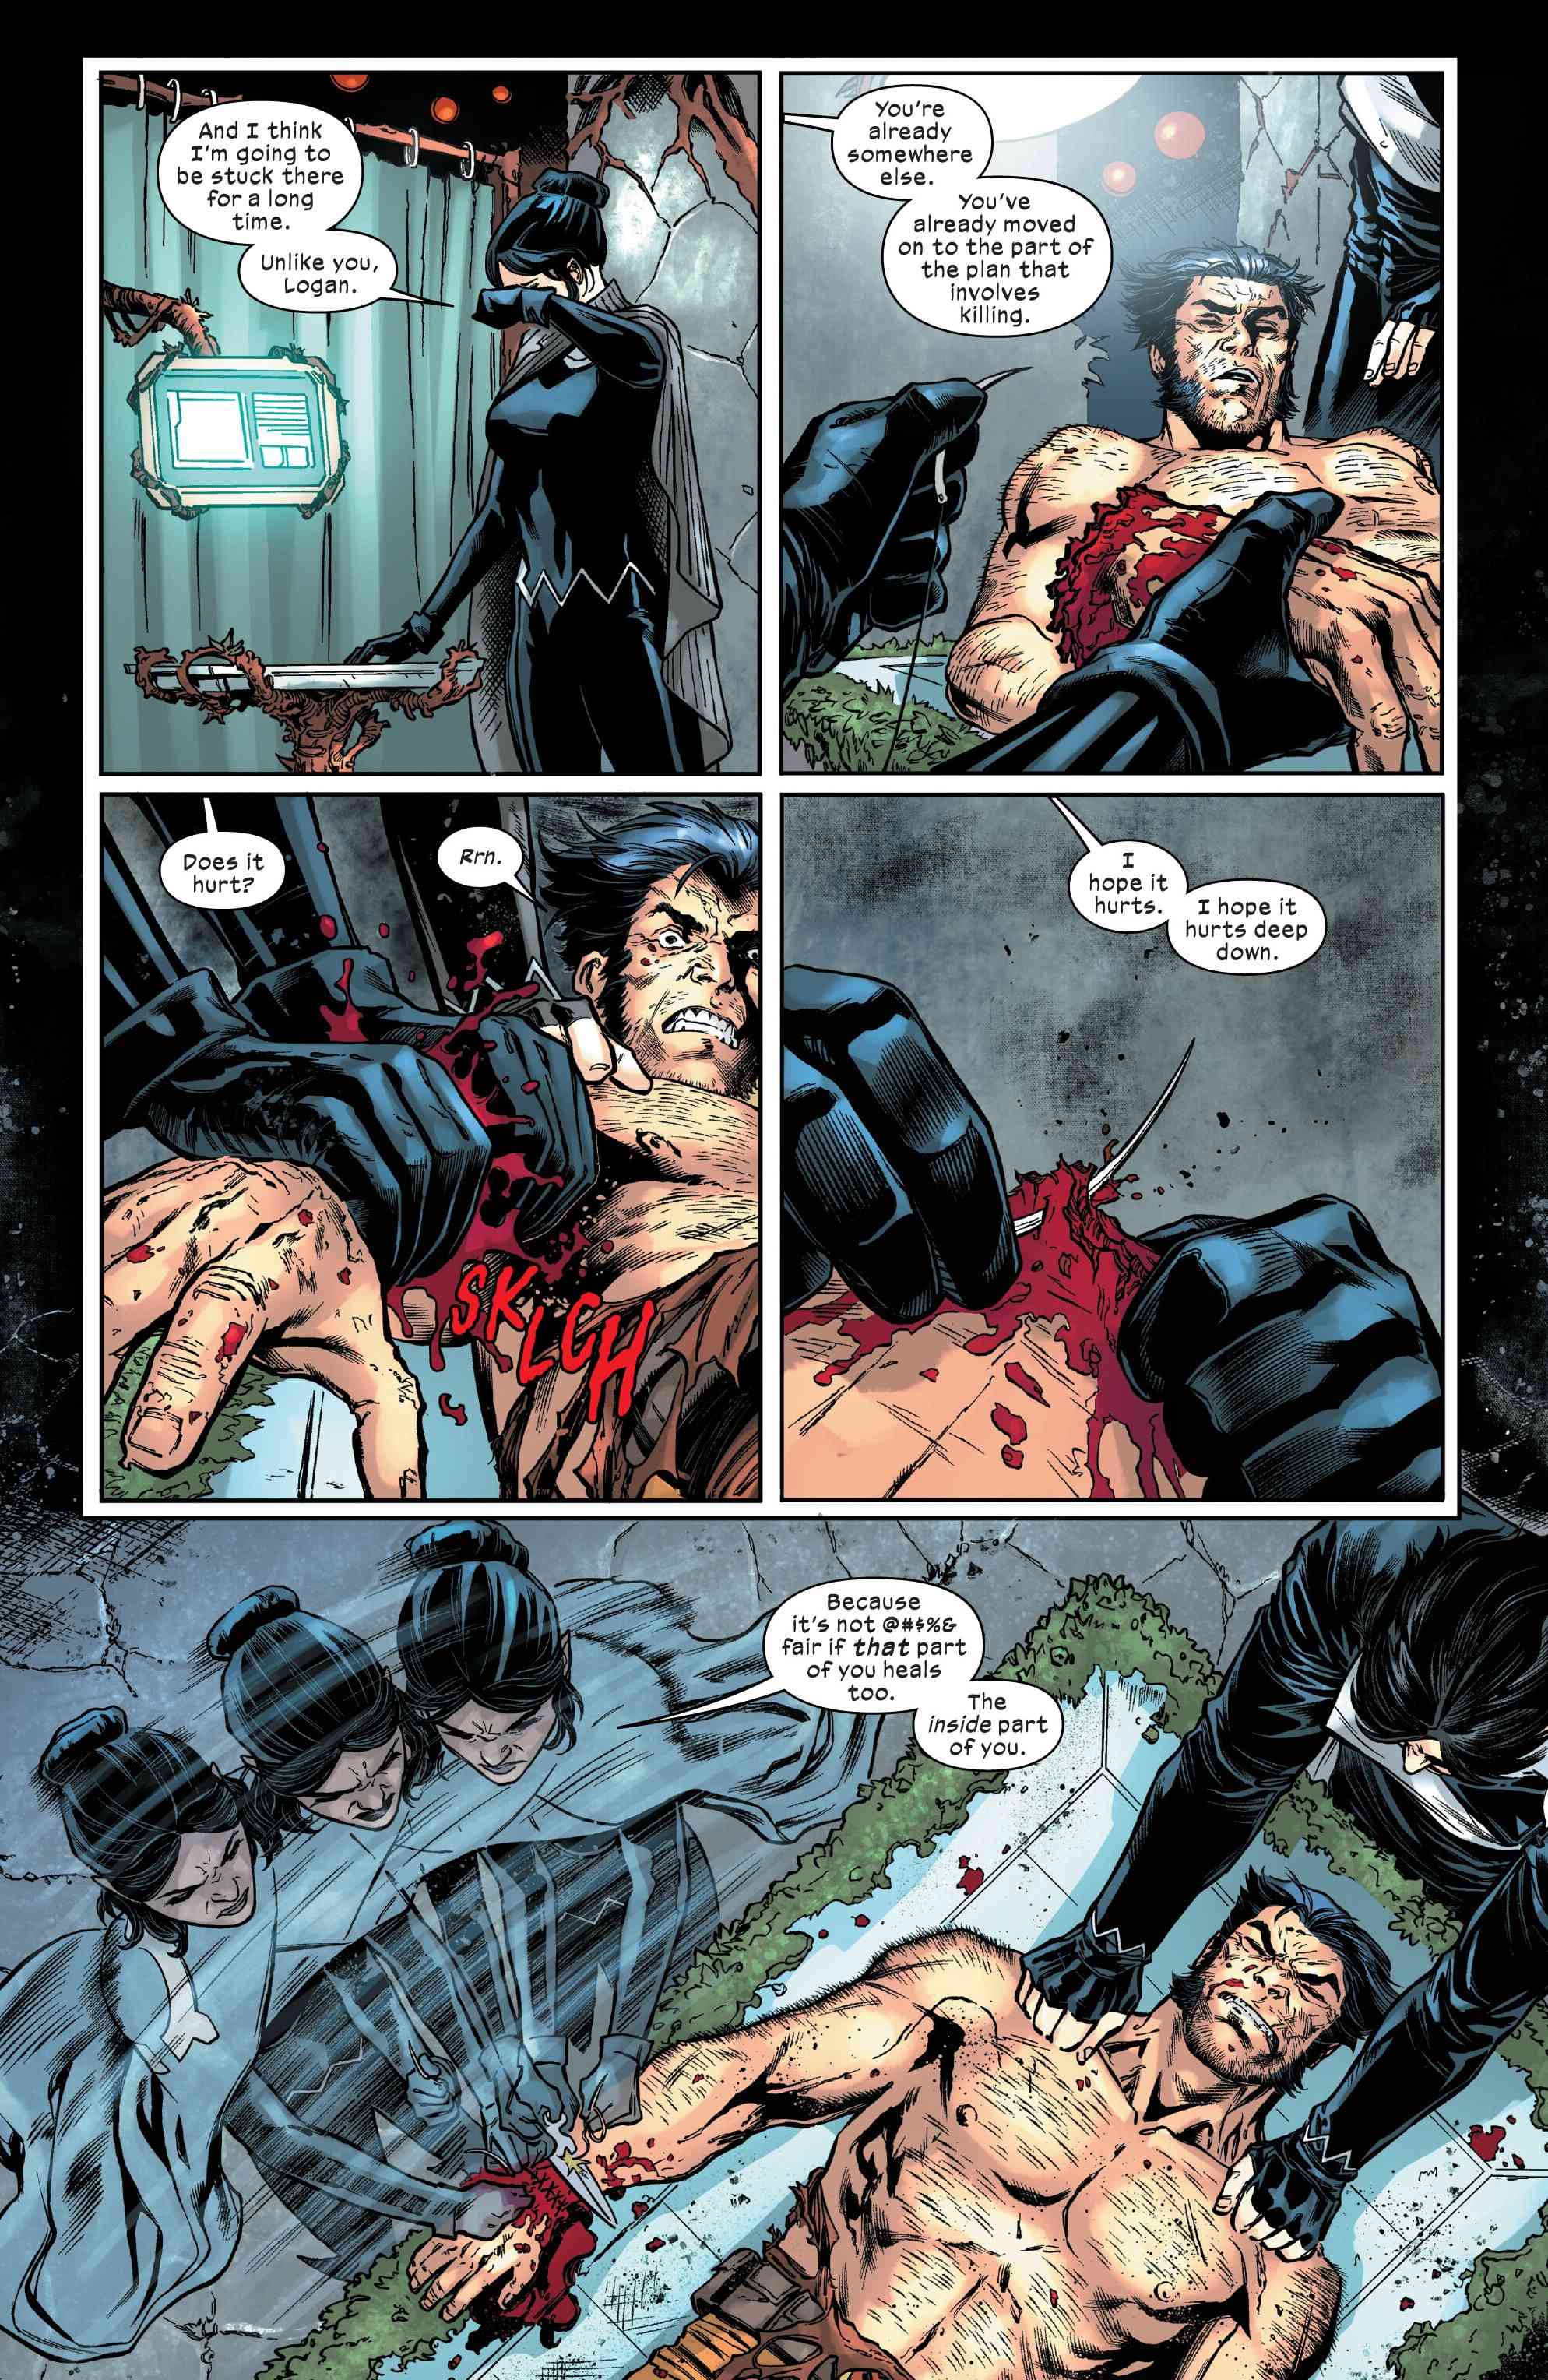 And I think
I'm going to
be stuck there
for a long
time.
Unlike you,
Logan.
You're
already
somewhere
else.
You've
already moved
on to the part of
the plan that
involves
killing.
Does it
hurt?
Rrn.
SKLCH
I
hope it
hurts.
I hope it
hurts deep
down.
Because
it's not @#$%&
fair if that part
of you heals
too.
The
inside part
of you.